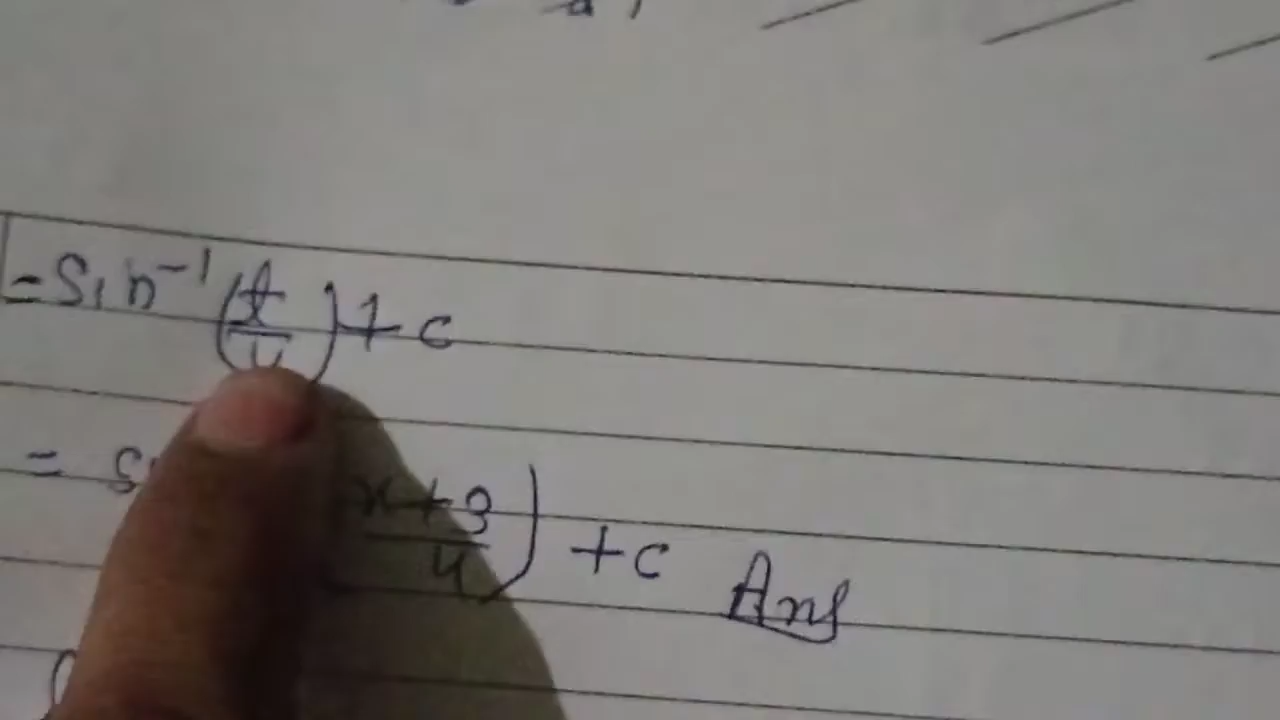 = Sin⁻¹(t/4) + c
= s (x+3/4) + c Ans